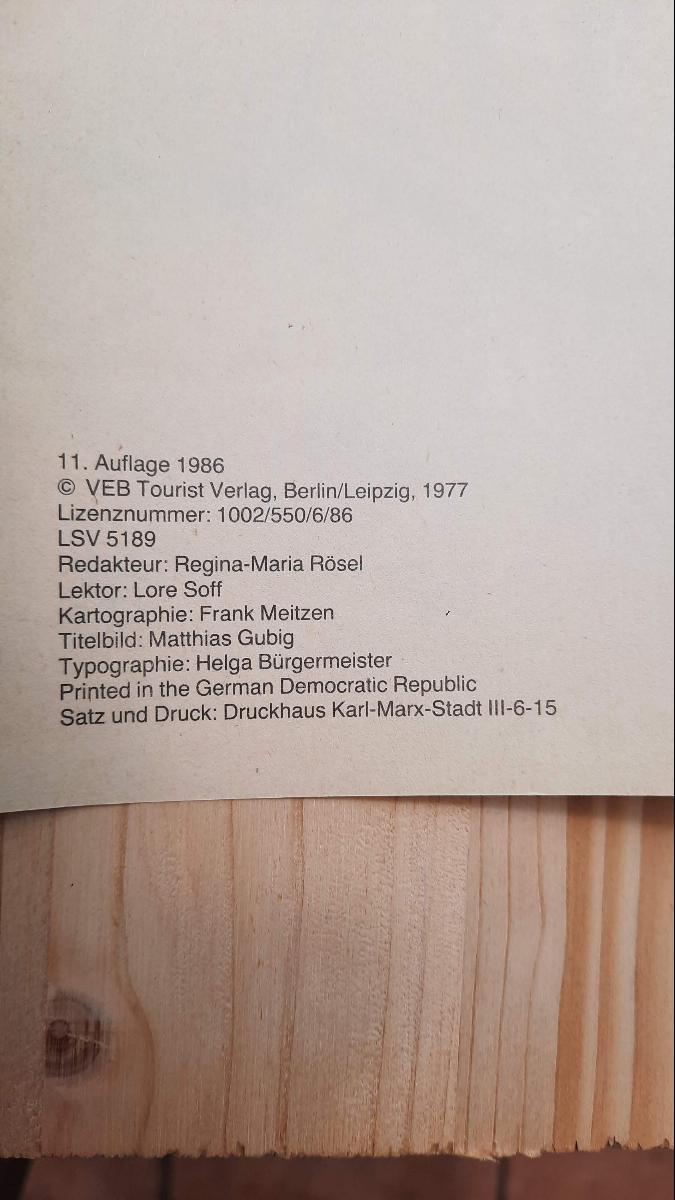 11. Auflage 1986
© VEB Tourist Verlag, Berlin/Leipzig, 1977
Lizenznummer: 1002/550/6/86
LSV 5189
Redakteur: Regina-Maria Rösel
Lektor: Lore Soff
Kartographie: Frank Meitzen
Titelbild: Matthias Gubig
Typographie: Helga Bürgermeister
Printed in the German Democratic Republic
Satz und Druck: Druckhaus Karl-Marx-Stadt III-6-15